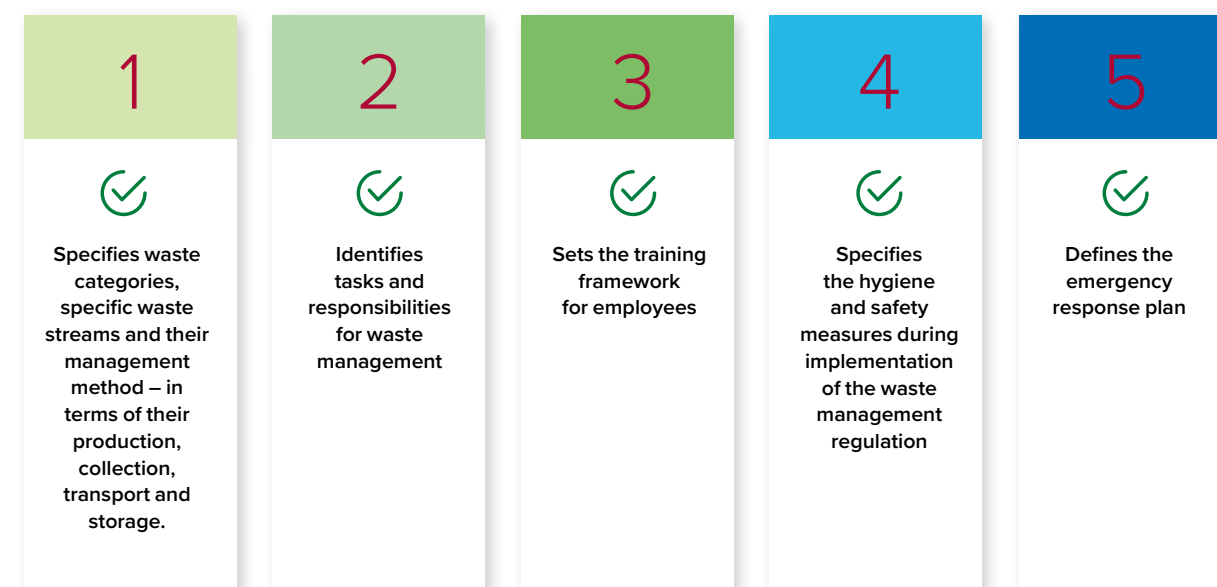 1
Specifies waste
categories,
specific waste
streams and their
management
method – in
terms of their
production,
collection,
transport and
storage.
2
Identifies
tasks and
responsibilities
for waste
management
3
Sets the training
framework
for employees
4
Specifies
the hygiene
and safety
measures during
implementation
of the waste
management
regulation
5
Defines the
emergency
response plan